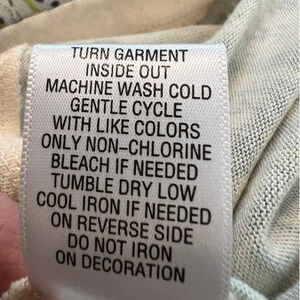 TURN GARMENT
INSIDE OUT
MACHINE WASH COLD
GENTLE CYCLE
WITH LIKE COLORS
ONLY NON-CHLORINE
BLEACH IF NEEDED
TUMBLE DRY LOW
COOL IRON IF NEEDED
ON REVERSE SIDE
DO NOT IRON
ON DECORATION